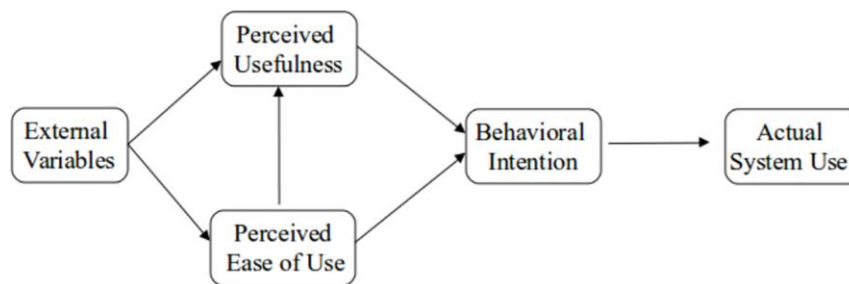 Perceived
Usefulness
External
Variables
Behavioral
Intention
Actual
System Use
Perceived
Ease of Use